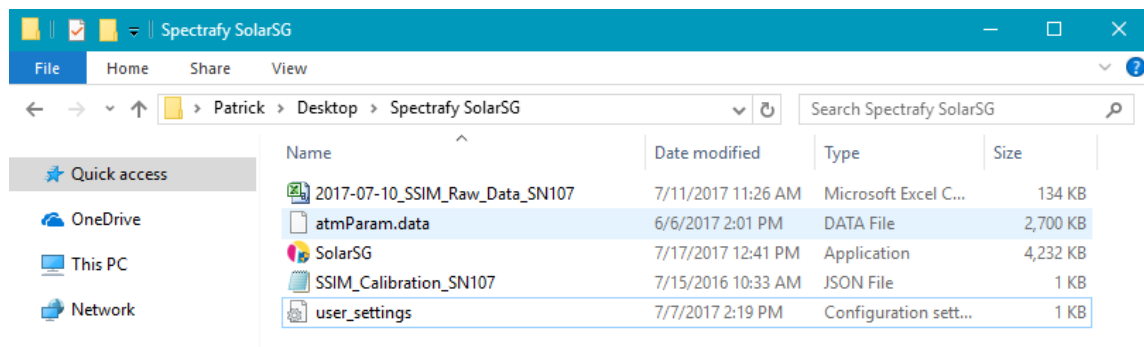 Spectrafy SolarSG
File Home Share View
Patrick > Desktop > Spectrafy SolarSG Search Spectrafy SolarSG
Name Date modified Type Size
Quick access
OneDrive
This PC
Network
2017-07-10_SSIM_Raw_Data_SN107 7/11/2017 11:26 AM Microsoft Excel C... 134 KB
atmParam.data 6/6/2017 2:01 PM DATA File 2,700 KB
SolarSG 7/17/2017 12:41 PM Application 4,232 KB
SSIM_Calibration_SN107 7/15/2016 10:33 AM JSON File 1 KB
user_settings 7/7/2017 2:19 PM Configuration sett... 1 KB